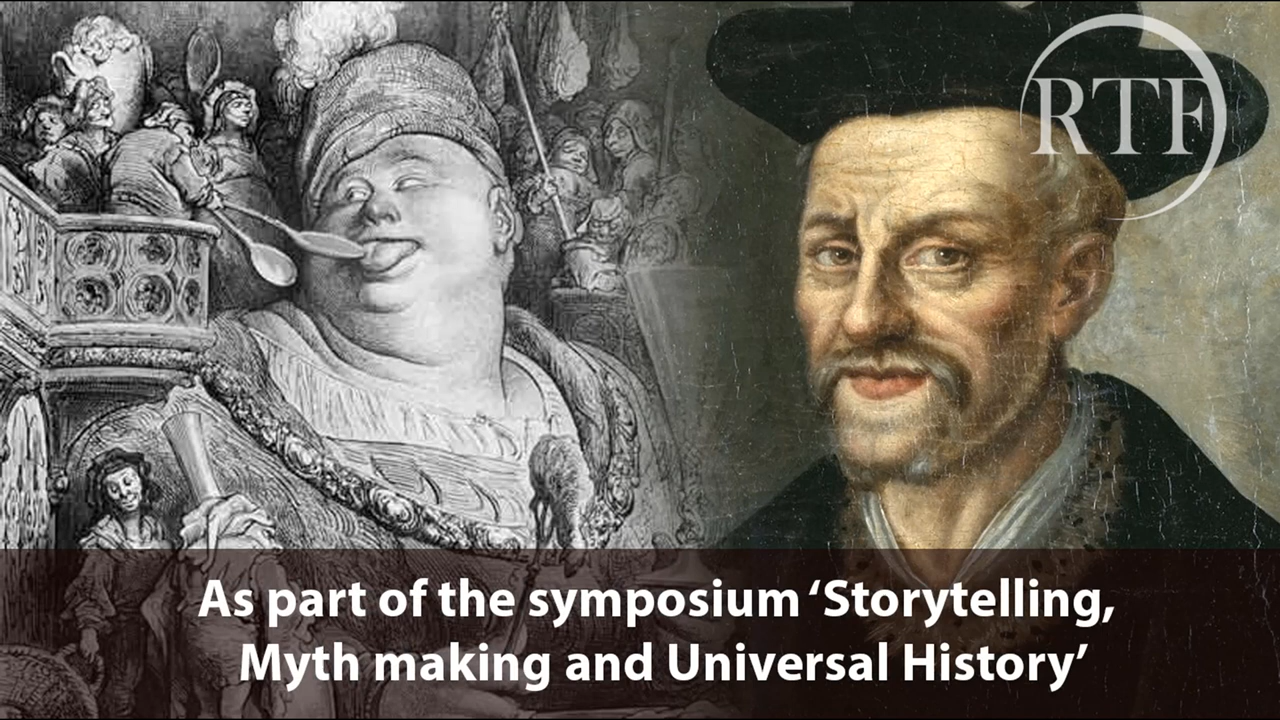 RTF
As part of the symposium ‘Storytelling,
Myth making and Universal History’